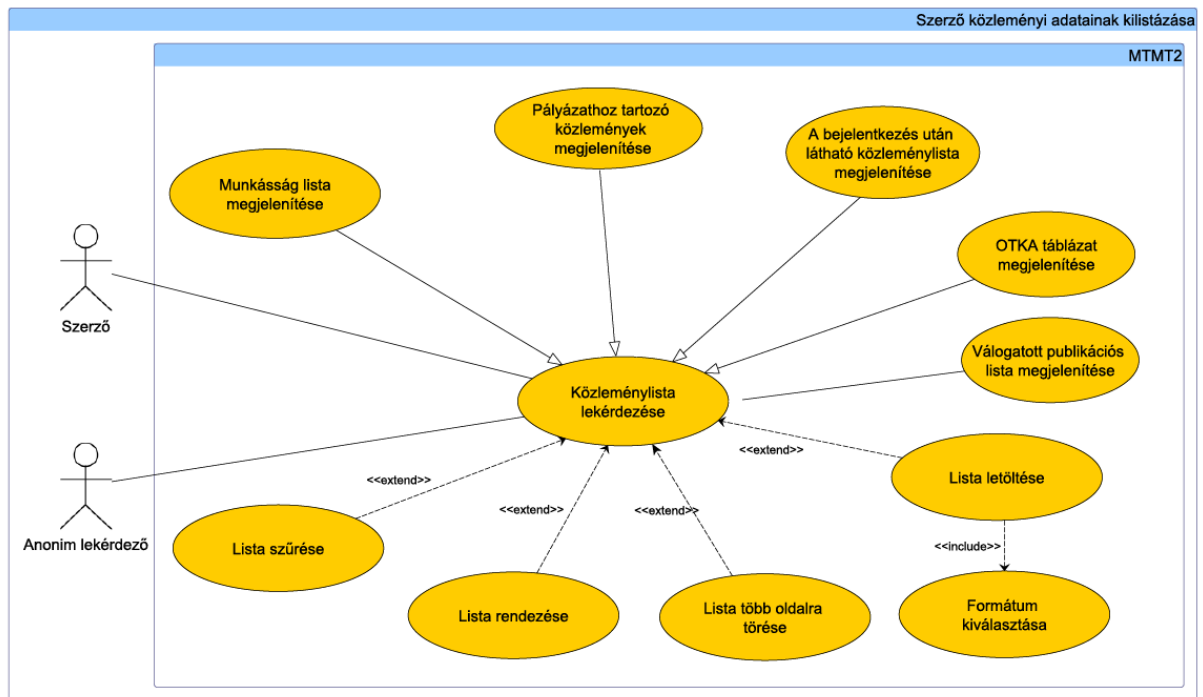 Szerző közleményi adatainak kilistázása
MTMT2
Pályázathoz tartozó
közlemények
megjelenítése
A bejelentkezés után
látható közleménylista
megjelenítése
Munkásság lista
megjelenítése
OTKA táblázat
megjelenítése
Szerző
Válogatott publikációs
lista megjelenítése
Közleménylista
lekérdezése
<<extend>>
<<extend>>
Lista letöltése
<<extend>>
<<extend>>
Anonim lekérdező
Lista szűrése
<<include>>
Lista rendezése
Lista több oldalra
törése
Formátum
kiválasztása